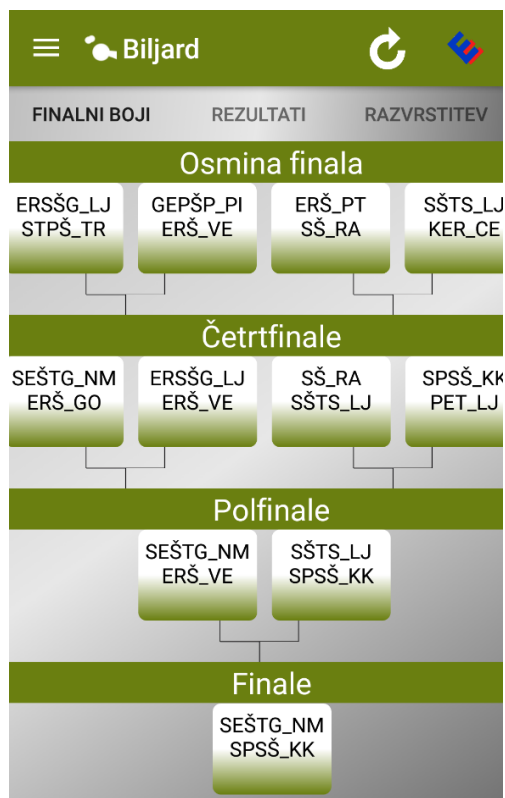 Biljard
FINALNI BOJI REZULTATI RAZVRSTITEV
Osmina finala
ERSŠG_LJ GEPŠP_PI ERŠ_PT SŠTS_LJ
STPŠ_TR ERŠ_VE SŠ_RA KER_CE
Četrtfinale
SEŠTG_NM ERSŠG_LJ SŠ_RA SPSŠ_KK
ERŠ_GO ERŠ_VE SŠTS_LJ PET_LJ
Polfinale
SEŠTG_NM SŠTS_LJ
ERŠ_VE SPSŠ_KK
Finale
SEŠTG_NM
SPSŠ_KK